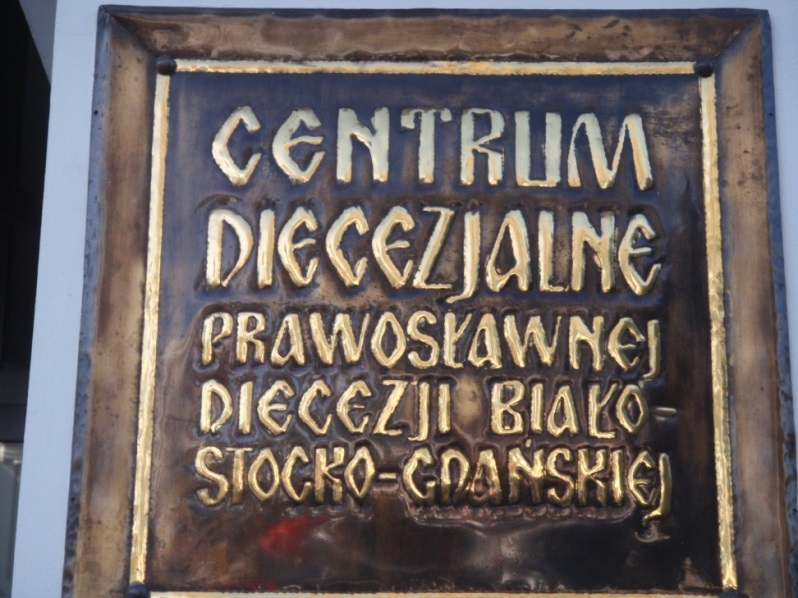 CENTRUM
DIECEZJALNE
PRAWOSŁAWNEJ
DIECEZJI BIAŁO-
STOCKO-GDAŃSKIEJ